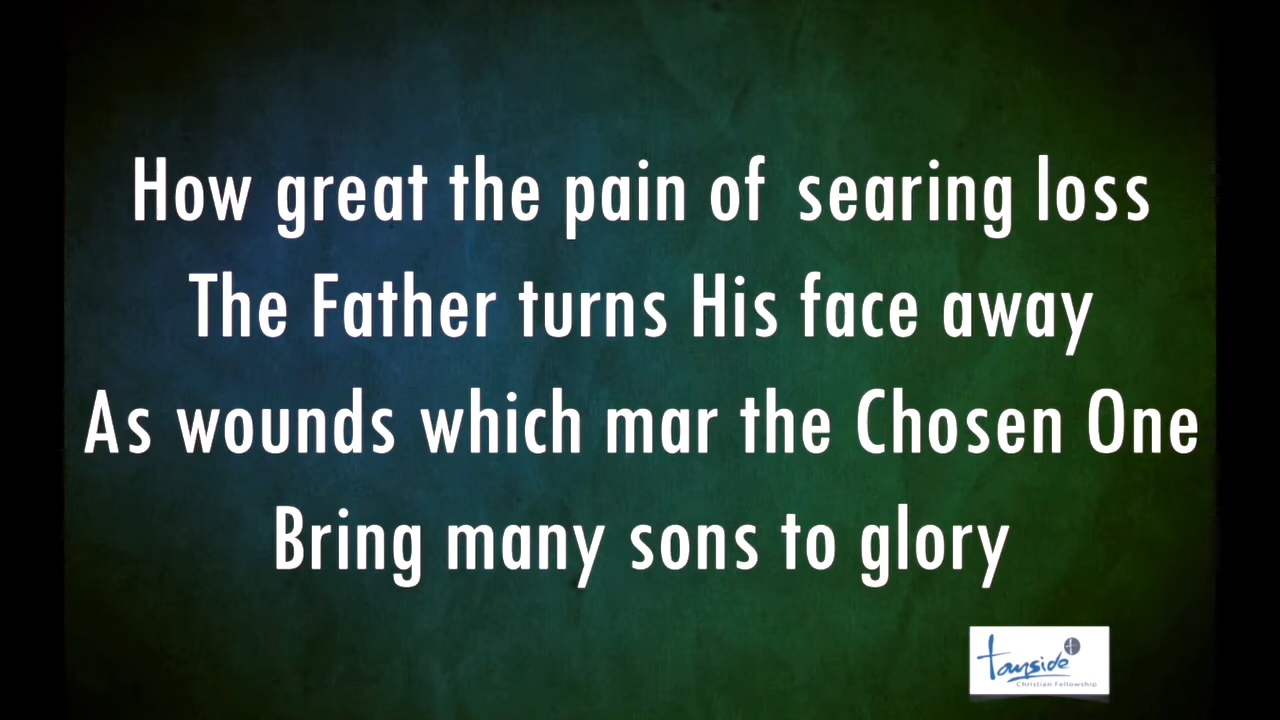 How great the pain of searing loss
The Father turns His face away
As wounds which mar the Chosen One
Bring many sons to glory
tayside
Christian Fellowship